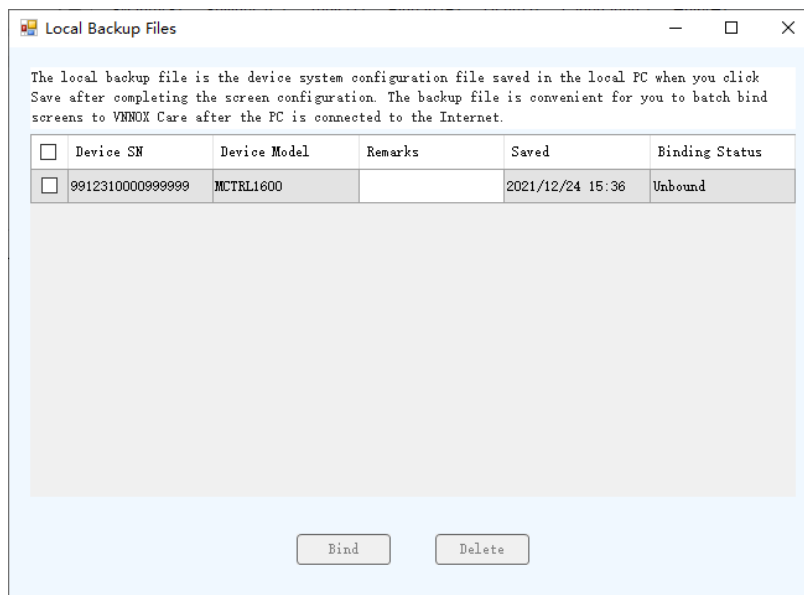 Local Backup Files
The local backup file is the device system configuration file saved in the local PC when you click
Save after completing the screen configuration. The backup file is convenient for you to batch bind
screens to VNNOX Care after the PC is connected to the Internet.
Device SN Device Model Remarks Saved Binding Status
9912310000999999 MCTRL1600 2021/12/24 15:36 Unbound
Bind Delete